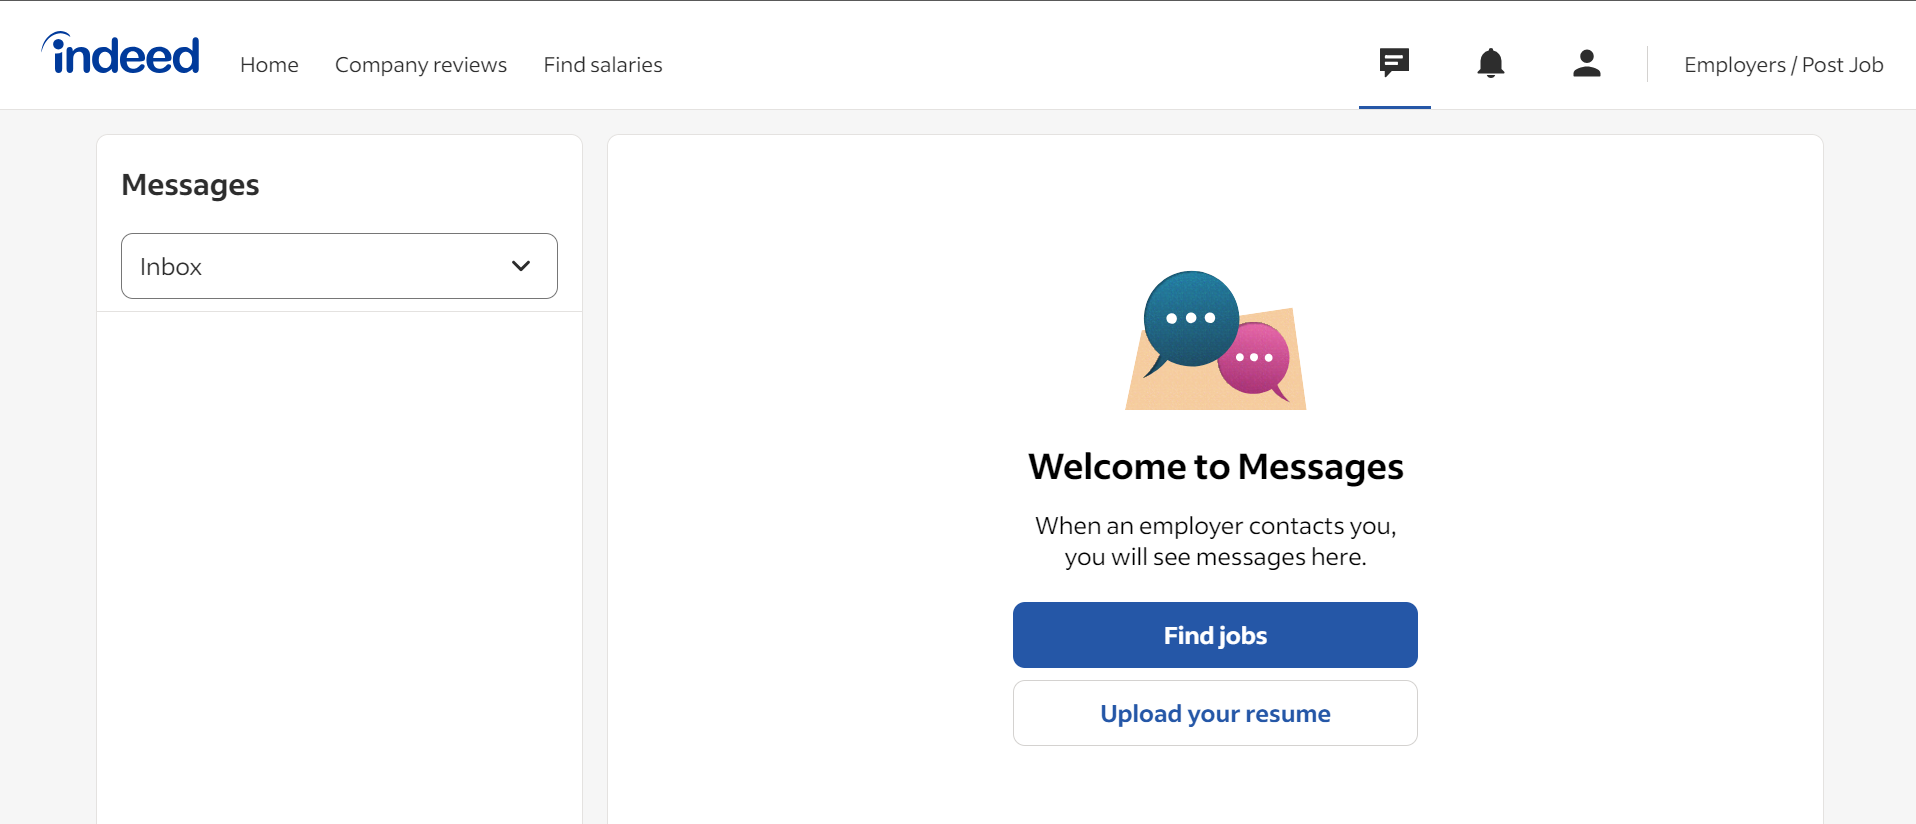 indeed
Home
Company reviews
Find salaries
Employers / Post Job
Messages
Inbox
Welcome to Messages
When an employer contacts you,
you will see messages here.
Find jobs
Upload your resume